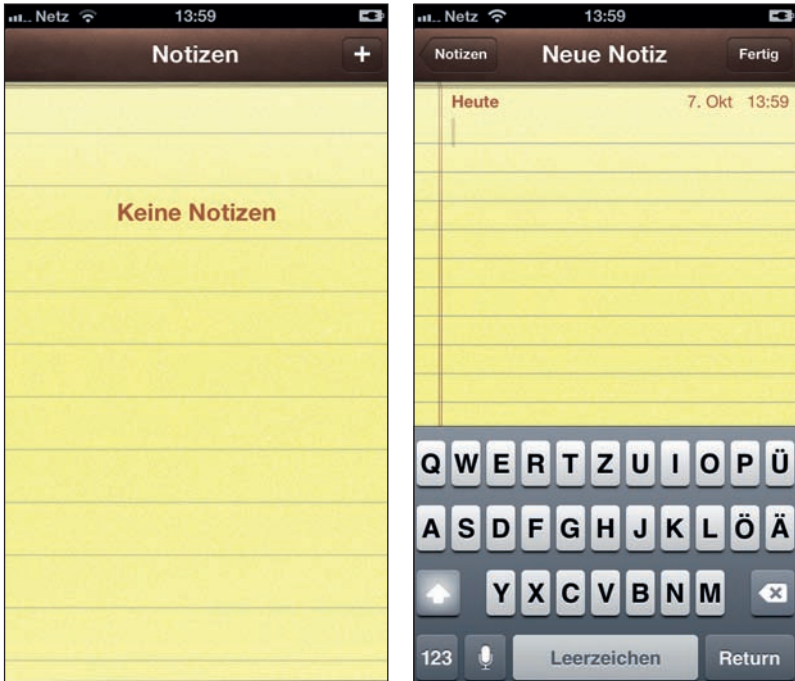 Netz 13:59
Notizen +
Keine Notizen
Netz 13:59
Notizen Neue Notiz Fertig
Heute 7. Okt 13:59
Q W E R T Z U I O P Ü
A S D F G H J K L Ö Ä
Y X C V B N M
123 Leerzeichen Return